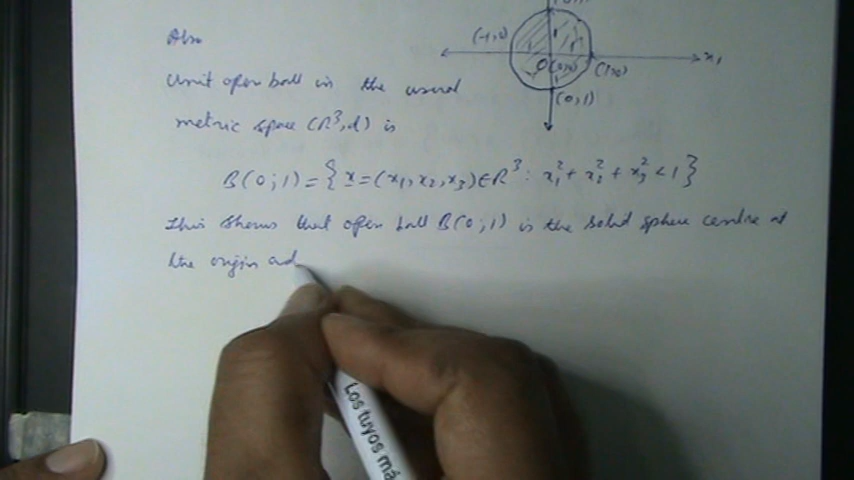 (-1,0)
O(0,0)
(1,0)
x₁
(0,1)
Also
Unit open ball in the usual
metric space (R³,d) is
B(0;1) = { x = (x₁,x₂,x₃) ∈ R³ : x₁² + x₂² + x₃² < 1 }
This shows that open ball B(0;1) is the solid sphere centre at
the origin and
Los tuyos má